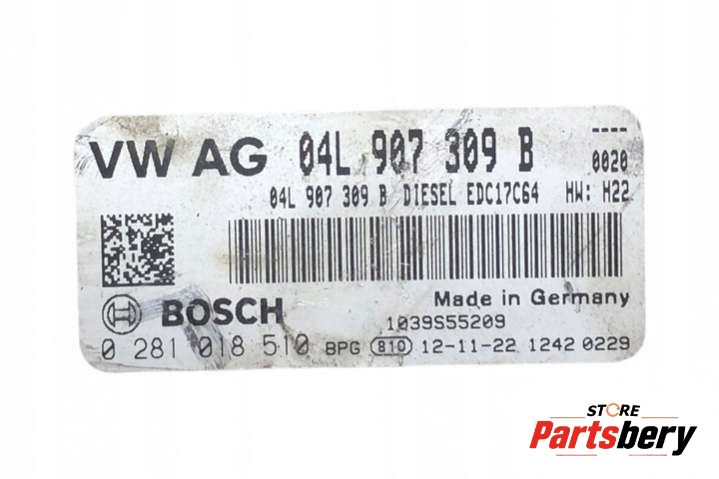 VW AG 04L 907 309 B ----
0020
04L 907 309 B DIESEL EDC17C64 HW: H22
BOSCH Made in Germany
1039S55209
0 281 018 510 BPG 810 12-11-22 1242 0229
STORE
Partsbery